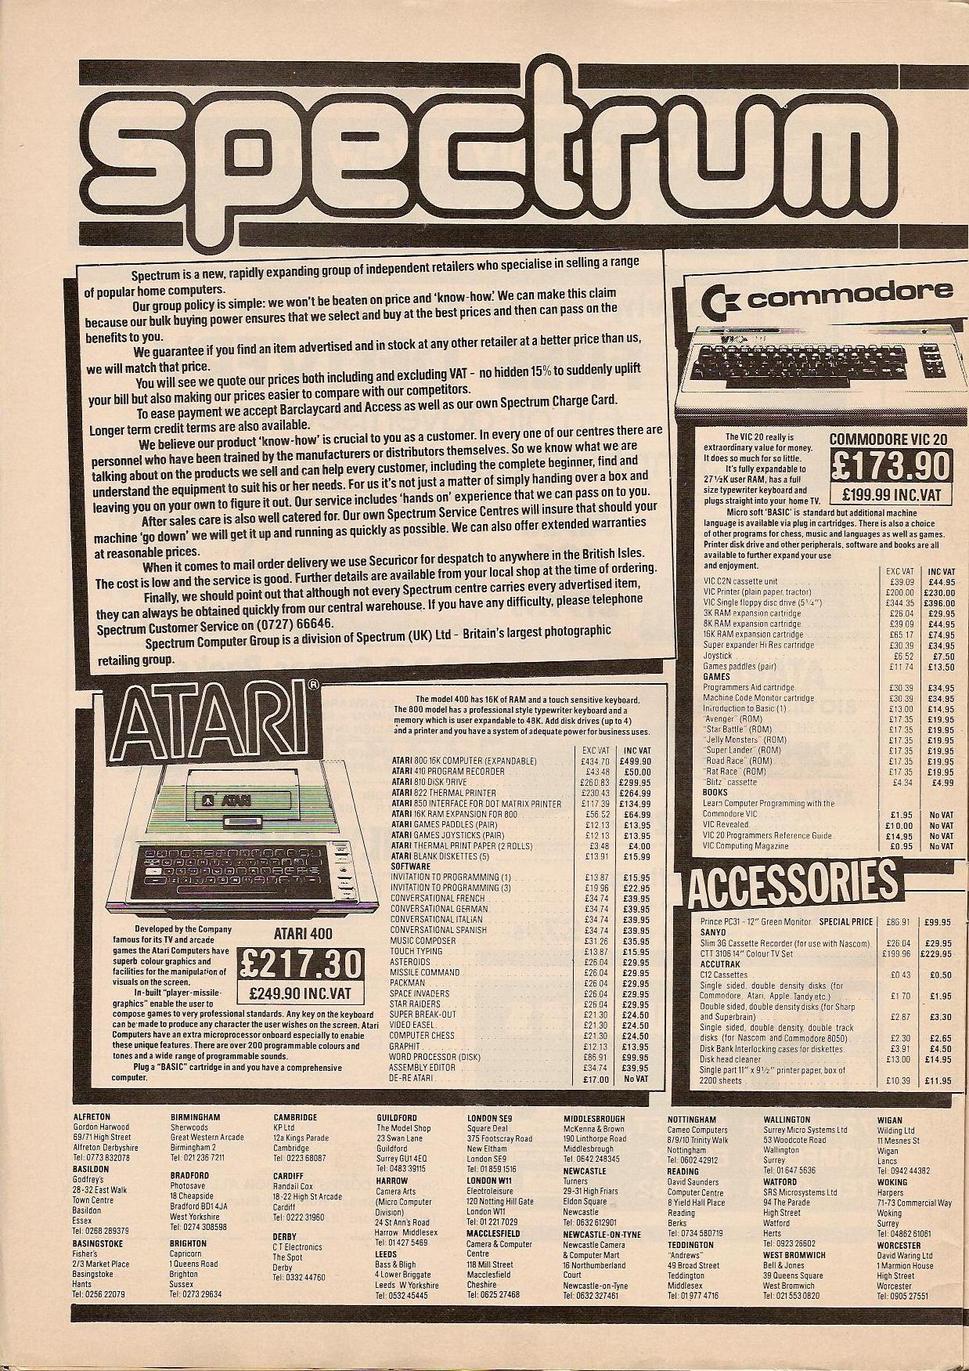 spectrum
Spectrum is a new, rapidly expanding group of independent retailers who specialise in selling a range
of popular home computers.
Our group policy is simple: we won't be beaten on price and 'know-how.' We can make this claim
because our bulk buying power ensures that we select and buy at the best prices and then can pass on the
benefits to you.
We guarantee if you find an item advertised and in stock at any other retailer at a better price than us,
we will match that price.
You will see we quote our prices both including and excluding VAT - no hidden 15% to suddenly uplift
your bill but also making our prices easier to compare with our competitors.
To ease payment we accept Barclaycard and Access as well as our own Spectrum Charge Card.
Longer term credit terms are also available.
We believe our product 'know-how' is crucial to you as a customer. In every one of our centres there are
personnel who have been trained by the manufacturers or distributors themselves. So we know what we are
talking about on the products we sell and can help every customer, including the complete beginner, find and
understand the equipment to suit his or her needs. For us it's not just a matter of simply handing over a box and
leaving you on your own to figure it out. Our service includes 'hands on' experience that we can pass on to you.
After sales care is also well catered for. Our own Spectrum Service Centres will insure that should your
machine 'go down' we will get it up and running as quickly as possible. We can also offer extended warranties
at reasonable prices.
When it comes to mail order delivery we use Securicor for despatch to anywhere in the British Isles.
The cost is low and the service is good. Further details are available from your local shop at the time of ordering.
Finally, we should point out that although not every Spectrum centre carries every advertised item,
they can always be obtained quickly from our central warehouse. If you have any difficulty, please telephone
Spectrum Customer Service on (0727) 66646.
Spectrum Computer Group is a division of Spectrum (UK) Ltd - Britain's largest photographic
retailing group.
commodore
The VIC 20 really is
extraordinary value for money.
It does so much for so little.
It's fully expandable to
27½K user RAM, has a full
size typewriter keyboard and
plugs straight into your home TV.
COMMODORE VIC 20
£173.90
£199.99 INC.VAT
Micro soft 'BASIC' is standard but additional machine
language is available via plug in cartridges. There is also a choice
of other programs for chess, music and languages as well as games.
Printer disk drive and other peripherals, software and books are all
available to further expand your use
and enjoyment.
EXC VAT INC VAT
VIC C2N cassette unit £39.09 £44.95
VIC Printer (plain paper, tractor) £200.00 £230.00
VIC Single floppy disc drive (5¼") £344.35 £396.00
3K RAM expansion cartridge £26.04 £29.95
8K RAM expansion cartridge £39.09 £44.95
16K RAM expansion cartridge £65.17 £74.95
Super expander Hi Res cartridge £30.39 £34.95
Joystick £6.52 £7.50
Games paddles (pair) £11.74 £13.50
GAMES
Programmers Aid cartridge £30.39 £34.95
Machine Code Monitor cartridge £30.39 £34.95
Introduction to Basic (1) £13.00 £14.95
"Avenger" (ROM) £17.35 £19.95
"Star Battle" (ROM) £17.35 £19.95
"Jelly Monsters" (ROM) £17.35 £19.95
"Super Lander" (ROM) £17.35 £19.95
"Road Race" (ROM) £17.35 £19.95
"Rat Race" (ROM) £17.35 £19.95
"Blitz" cassette £4.34 £4.99
BOOKS
Learn Computer Programming with the
Commodore VIC £1.95 No VAT
VIC Revealed £10.00 No VAT
VIC 20 Programmers Reference Guide £14.95 No VAT
VIC Computing Magazine £0.95 No VAT
ATARI®
The model 400 has 16K of RAM and a touch sensitive keyboard.
The 800 model has a professional style typewriter keyboard and a
memory which is user expandable to 48K. Add disk drives (up to 4)
and a printer and you have a system of adequate power for business uses.
EXC VAT INC VAT
ATARI 800 16K COMPUTER (EXPANDABLE) £434.70 £499.90
ATARI 410 PROGRAM RECORDER £43.48 £50.00
ATARI 810 DISK DRIVE £260.83 £299.95
ATARI 822 THERMAL PRINTER £230.43 £264.99
ATARI 850 INTERFACE FOR DOT MATRIX PRINTER £117.39 £134.99
ATARI 16K RAM EXPANSION FOR 800 £56.52 £64.99
ATARI GAMES PADDLES (PAIR) £12.13 £13.95
ATARI GAMES JOYSTICKS (PAIR) £12.13 £13.95
ATARI THERMAL PRINT PAPER (2 ROLLS) £3.48 £4.00
ATARI BLANK DISKETTES (5) £13.91 £15.99
SOFTWARE
INVITATION TO PROGRAMMING (1) £13.87 £15.95
INVITATION TO PROGRAMMING (3) £19.96 £22.95
CONVERSATIONAL FRENCH £34.74 £39.95
CONVERSATIONAL GERMAN £34.74 £39.95
CONVERSATIONAL ITALIAN £34.74 £39.95
CONVERSATIONAL SPANISH £34.74 £39.95
MUSIC COMPOSER £31.26 £35.95
TOUCH TYPING £13.87 £15.95
ASTEROIDS £26.04 £29.95
MISSILE COMMAND £26.04 £29.95
PACKMAN £26.04 £29.95
SPACE INVADERS £26.04 £29.95
STAR RAIDERS £26.04 £29.95
SUPER BREAK-OUT £21.30 £24.50
VIDEO EASEL £21.30 £24.50
COMPUTER CHESS £21.30 £24.50
GRAPHIT £12.13 £13.95
WORD PROCESSOR (DISK) £86.91 £99.95
ASSEMBLY EDITOR £34.74 £39.95
DE-RE ATARI £17.00 No VAT
ATARI
Developed by the Company
famous for its TV and arcade
games the Atari Computers have
superb colour graphics and
facilities for the manipulation of
visuals on the screen.
In-built "player-missile-
graphics" enable the user to
ATARI 400
£217.30
£249.90 INC.VAT
compose games to very professional standards. Any key on the keyboard
can be made to produce any character the user wishes on the screen. Atari
Computers have an extra microprocessor onboard especially to enable
these unique features. There are over 200 programmable colours and
tones and a wide range of programmable sounds.
Plug a "BASIC" cartridge in and you have a comprehensive
computer.
ACCESSORIES
Prince PC31 - 12" Green Monitor SPECIAL PRICE £86.91 £99.95
SANYO
Slim 3G Cassette Recorder (for use with Nascom) £26.04 £29.95
CTT 3106 14" Colour TV Set £199.96 £229.95
ACCUTRAK
C12 Cassettes £0.43 £0.50
Single sided, double density disks (for
Commodore, Atari, Apple, Tandy etc.) £1.70 £1.95
Double sided, double density disks (for Sharp
and Superbrain) £2.87 £3.30
Single sided, double density, double track
disks (for Nascom and Commodore 8050) £2.30 £2.65
Disk Bank Interlocking cases for diskettes £3.91 £4.50
Disk head cleaner £13.00 £14.95
Single part 11" x 9½" printer paper, box of
2200 sheets £10.39 £11.95
ALFRETON
Gordon Harwood
69/71 High Street
Alfreton Derbyshire
Tel: 0773 832078
BASILDON
Godfrey's
28-32 East Walk
Town Centre
Basildon
Essex
Tel: 0268 289379
BASINGSTOKE
Fisher's
2/3 Market Place
Basingstoke
Hants
Tel: 0256 22079
BIRMINGHAM
Sherwoods
Great Western Arcade
Birmingham 2
Tel: 021 236 7211
BRADFORD
Photosave
18 Cheapside
Bradford BD1 4JA
West Yorkshire
Tel: 0274 308598
BRIGHTON
Capricorn
1 Queens Road
Brighton
Sussex
Tel: 0273 29634
CAMBRIDGE
KP Ltd
12a Kings Parade
Cambridge
Tel: 0223 68087
CARDIFF
Randall Cox
18-22 High St Arcade
Cardiff
Tel: 0222 31960
DERBY
C T Electronics
The Spot
Derby
Tel: 0332 44760
GUILDFORD
The Model Shop
23 Swan Lane
Guildford
Surrey GU1 4EQ
Tel: 0483 39115
HARROW
Camera Arts
(Micro Computer
Division)
24 St Ann's Road
Harrow Middlesex
Tel: 01 427 5469
LEEDS
Bass & Bligh
4 Lower Briggate
Leeds W Yorkshire
Tel: 0532 45445
LONDON SE9
Square Deal
375 Footscray Road
New Eltham
London SE9
Tel: 01 859 1516
LONDON W11
Electroleisure
120 Notting Hill Gate
London W11
Tel: 01 221 7029
MACCLESFIELD
Camera & Computer
Centre
118 Mill Street
Macclesfield
Cheshire
Tel: 0625 27468
MIDDLESBROUGH
McKenna & Brown
190 Linthorpe Road
Middlesbrough
Tel: 0642 248345
NEWCASTLE
Turners
29-31 High Friars
Eldon Square
Newcastle
Tel: 0632 612901
NEWCASTLE-ON-TYNE
Newcastle Camera
& Computer Mart
16 Northumberland
Court
Newcastle-on-Tyne
Tel: 0632 327461
NOTTINGHAM
Cameo Computers
8/9/10 Trinity Walk
Nottingham
Tel: 0602 42912
READING
David Saunders
Computer Centre
8 Yield Hall Place
Reading
Berks
Tel: 0734 580719
TEDDINGTON
"Andrews"
49 Broad Street
Teddington
Middlesex
Tel: 01 977 4716
WALLINGTON
Surrey Micro Systems Ltd
53 Woodcote Road
Wallington
Surrey
Tel: 01 647 5636
WATFORD
SRS Microsystems Ltd
94 The Parade
High Street
Watford
Herts
Tel: 0923 26602
WEST BROMWICH
Bell & Jones
39 Queens Square
West Bromwich
Tel: 021 553 0820
WIGAN
Wilding Ltd
11 Mesnes St
Wigan
Lancs
Tel: 0942 44382
WOKING
Harpers
71-73 Commercial Way
Woking
Surrey
Tel: 04862 61061
WORCESTER
David Waring Ltd
1 Marmion House
High Street
Worcester
Tel: 0905 27551